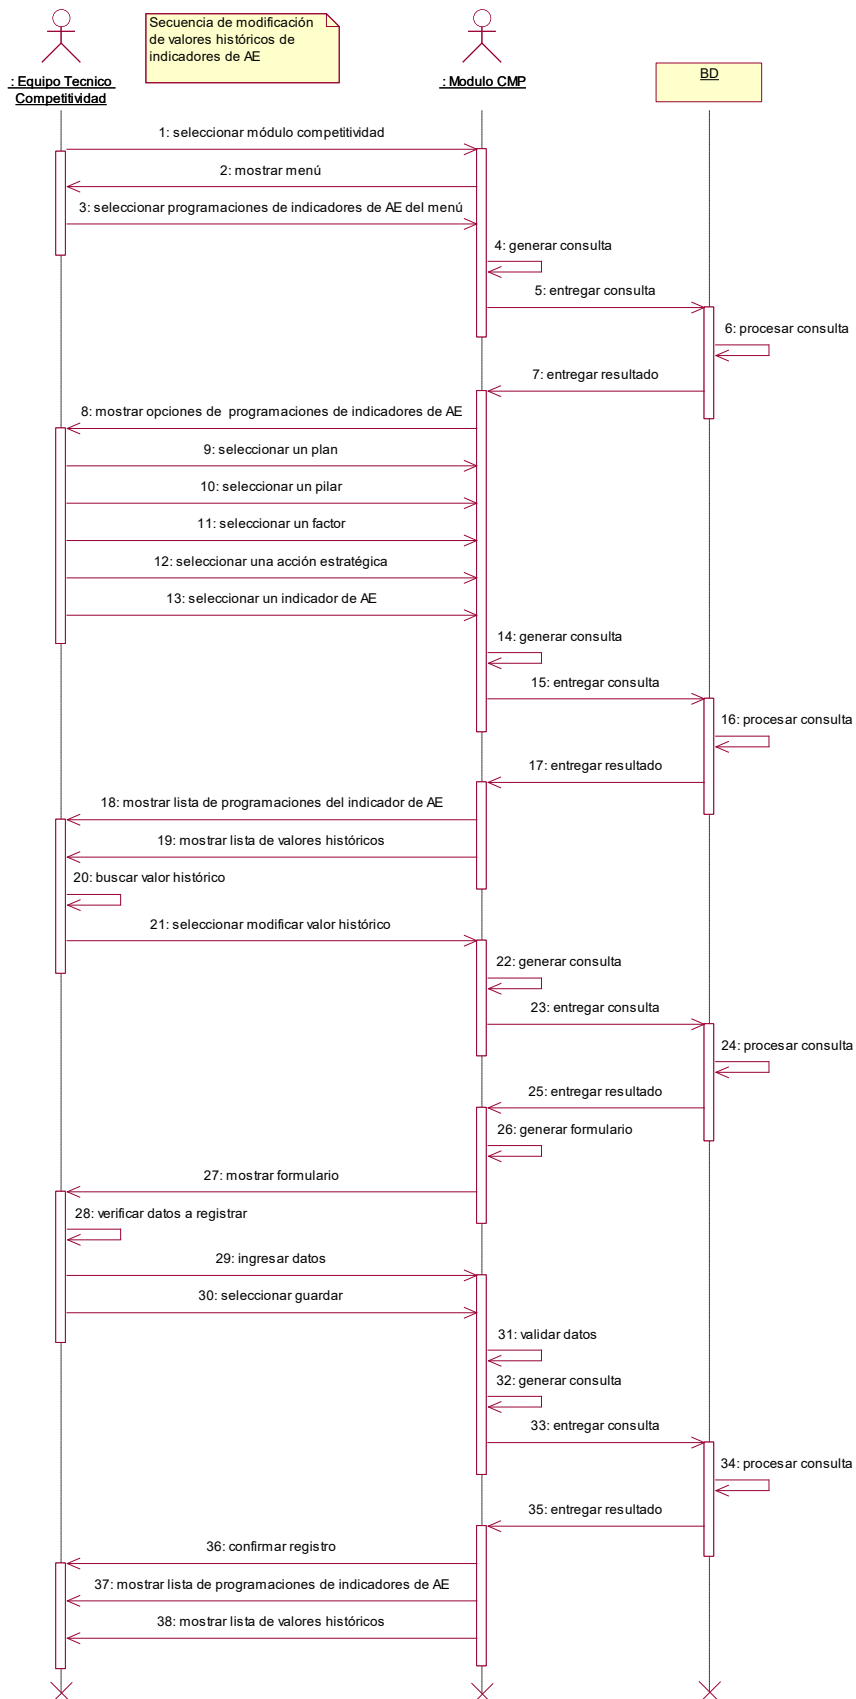 Secuencia de modificación
de valores históricos de
indicadores de AE
: Equipo Tecnico
Competitividad
: Modulo CMP
BD
1: seleccionar módulo competitividad
2: mostrar menú
3: seleccionar programaciones de indicadores de AE del menú
4: generar consulta
5: entregar consulta
6: procesar consulta
7: entregar resultado
8: mostrar opciones de  programaciones de indicadores de AE
9: seleccionar un plan
10: seleccionar un pilar
11: seleccionar un factor
12: seleccionar una acción estratégica
13: seleccionar un indicador de AE
14: generar consulta
15: entregar consulta
16: procesar consulta
17: entregar resultado
18: mostrar lista de programaciones del indicador de AE
19: mostrar lista de valores históricos
20: buscar valor histórico
21: seleccionar modificar valor histórico
22: generar consulta
23: entregar consulta
24: procesar consulta
25: entregar resultado
26: generar formulario
27: mostrar formulario
28: verificar datos a registrar
29: ingresar datos
30: seleccionar guardar
31: validar datos
32: generar consulta
33: entregar consulta
34: procesar consulta
35: entregar resultado
36: confirmar registro
37: mostrar lista de programaciones de indicadores de AE
38: mostrar lista de valores históricos